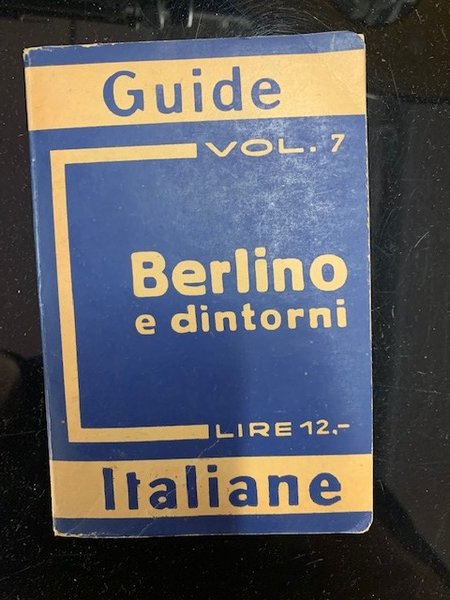 Guide
VOL. 7
Berlino
e dintorni
LIRE 12,-
Italiane